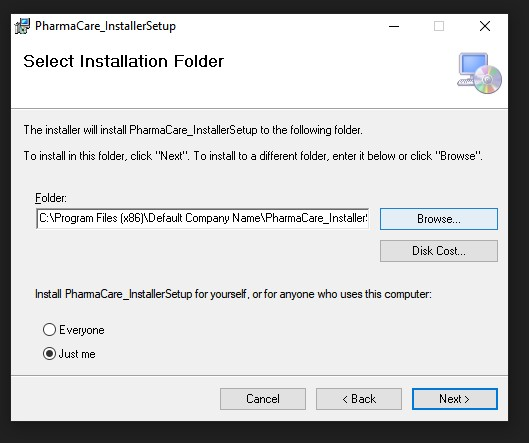 PharmaCare_InstallerSetup
Select Installation Folder
The installer will install PharmaCare_InstallerSetup to the following folder.
To install in this folder, click "Next". To install to a different folder, enter it below or click "Browse".
Folder:
C:\Program Files (x86)\Default Company Name\PharmaCare_Installer
Browse...
Disk Cost...
Install PharmaCare_InstallerSetup for yourself, or for anyone who uses this computer:
Everyone
Just me
Cancel
< Back
Next >